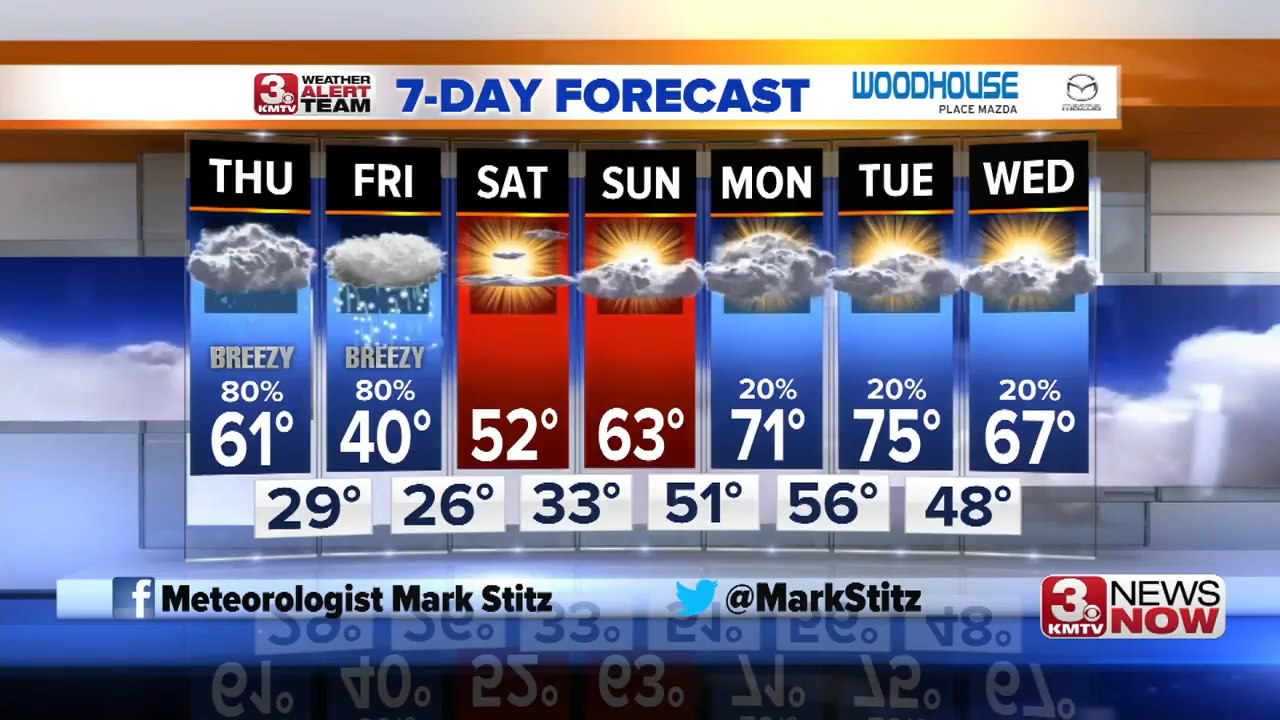 3 KMTV WEATHER ALERT TEAM
7-DAY FORECAST
WOODHOUSE
PLACE MAZDA
THU FRI SAT SUN MON TUE WED
BREEZY BREEZY
80% 80% 20% 20% 20%
61° 40° 52° 63° 71° 75° 67°
29° 26° 33° 51° 56° 48°
f Meteorologist Mark Stitz @MarkStitz
3 KMTV NEWS NOW